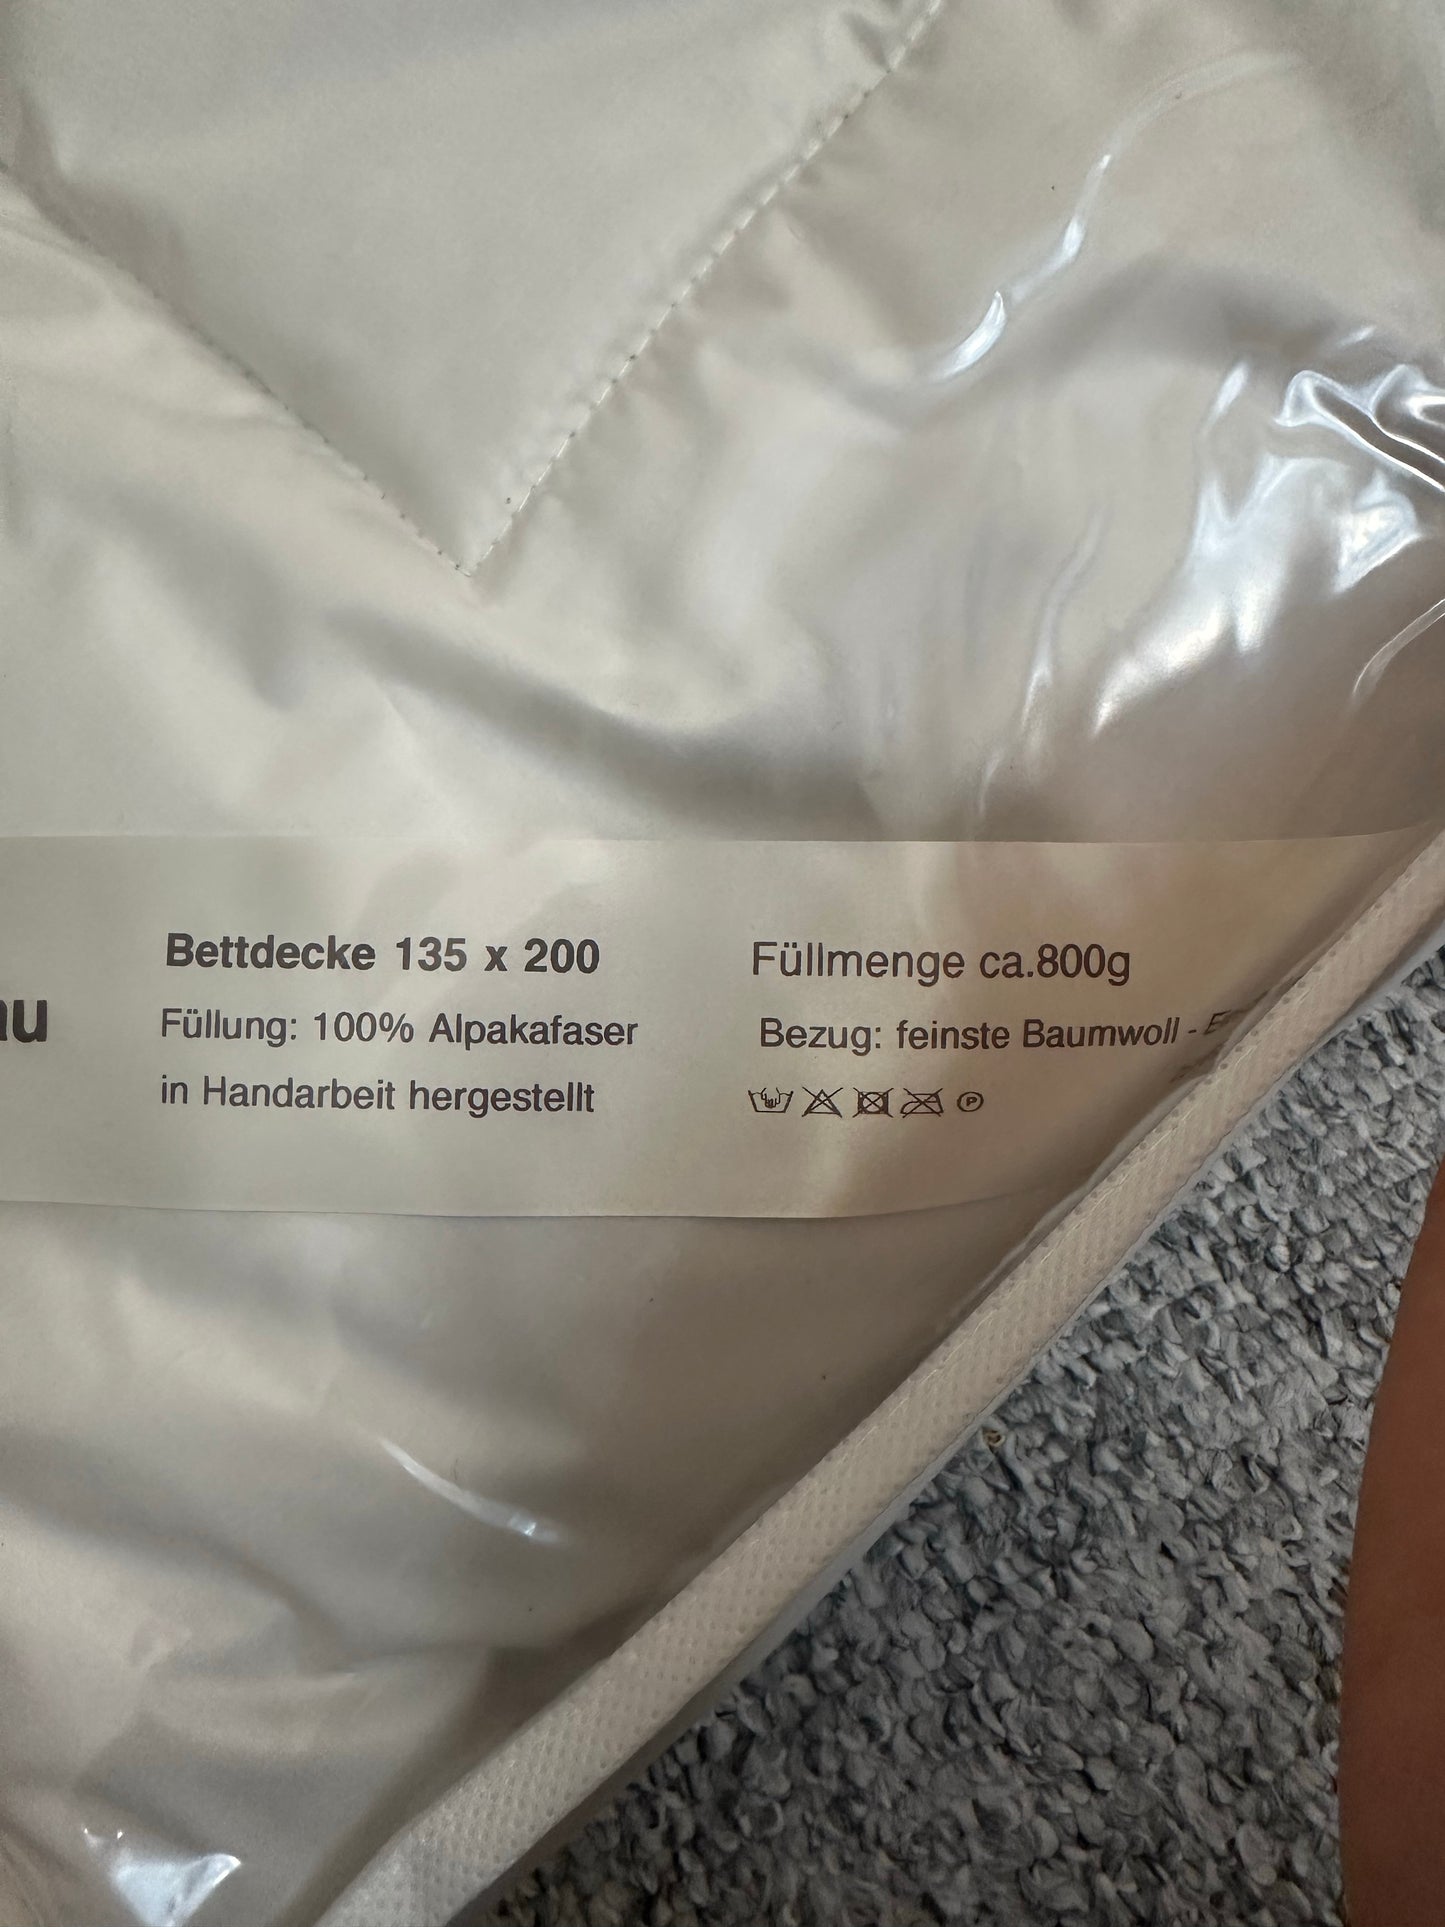 Bettdecke 135 x 200
Füllung: 100% Alpakafaser
in Handarbeit hergestellt
Füllmenge ca.800g
Bezug: feinste Baumwoll -
P